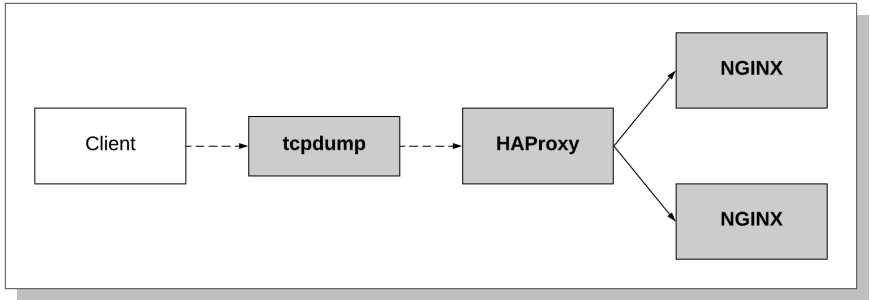 Client
tcpdump
HAProxy
NGINX
NGINX